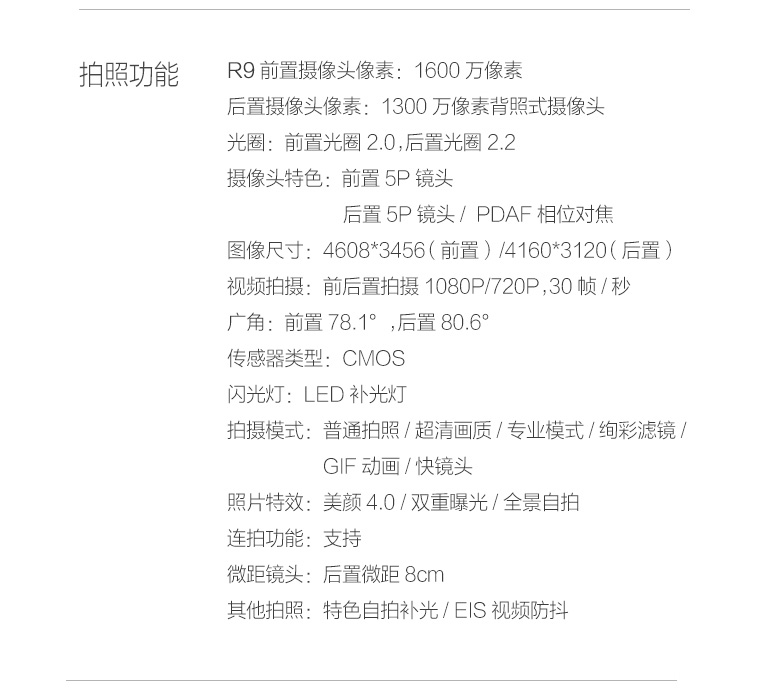 拍照功能
R9 前置摄像头像素：1600 万像素
后置摄像头像素：1300 万像素背照式摄像头
光圈：前置光圈 2.0,后置光圈 2.2
摄像头特色：前置 5P 镜头
后置 5P 镜头 / PDAF 相位对焦
图像尺寸：4608*3456（前置）/4160*3120（后置）
视频拍摄：前后置拍摄 1080P/720P,30 帧 / 秒
广角：前置 78.1° ,后置 80.6°
传感器类型：CMOS
闪光灯：LED 补光灯
拍摄模式：普通拍照 / 超清画质 / 专业模式 / 绚彩滤镜 /
GIF 动画 / 快镜头
照片特效：美颜 4.0 / 双重曝光 / 全景自拍
连拍功能：支持
微距镜头：后置微距 8cm
其他拍照：特色自拍补光 / EIS 视频防抖